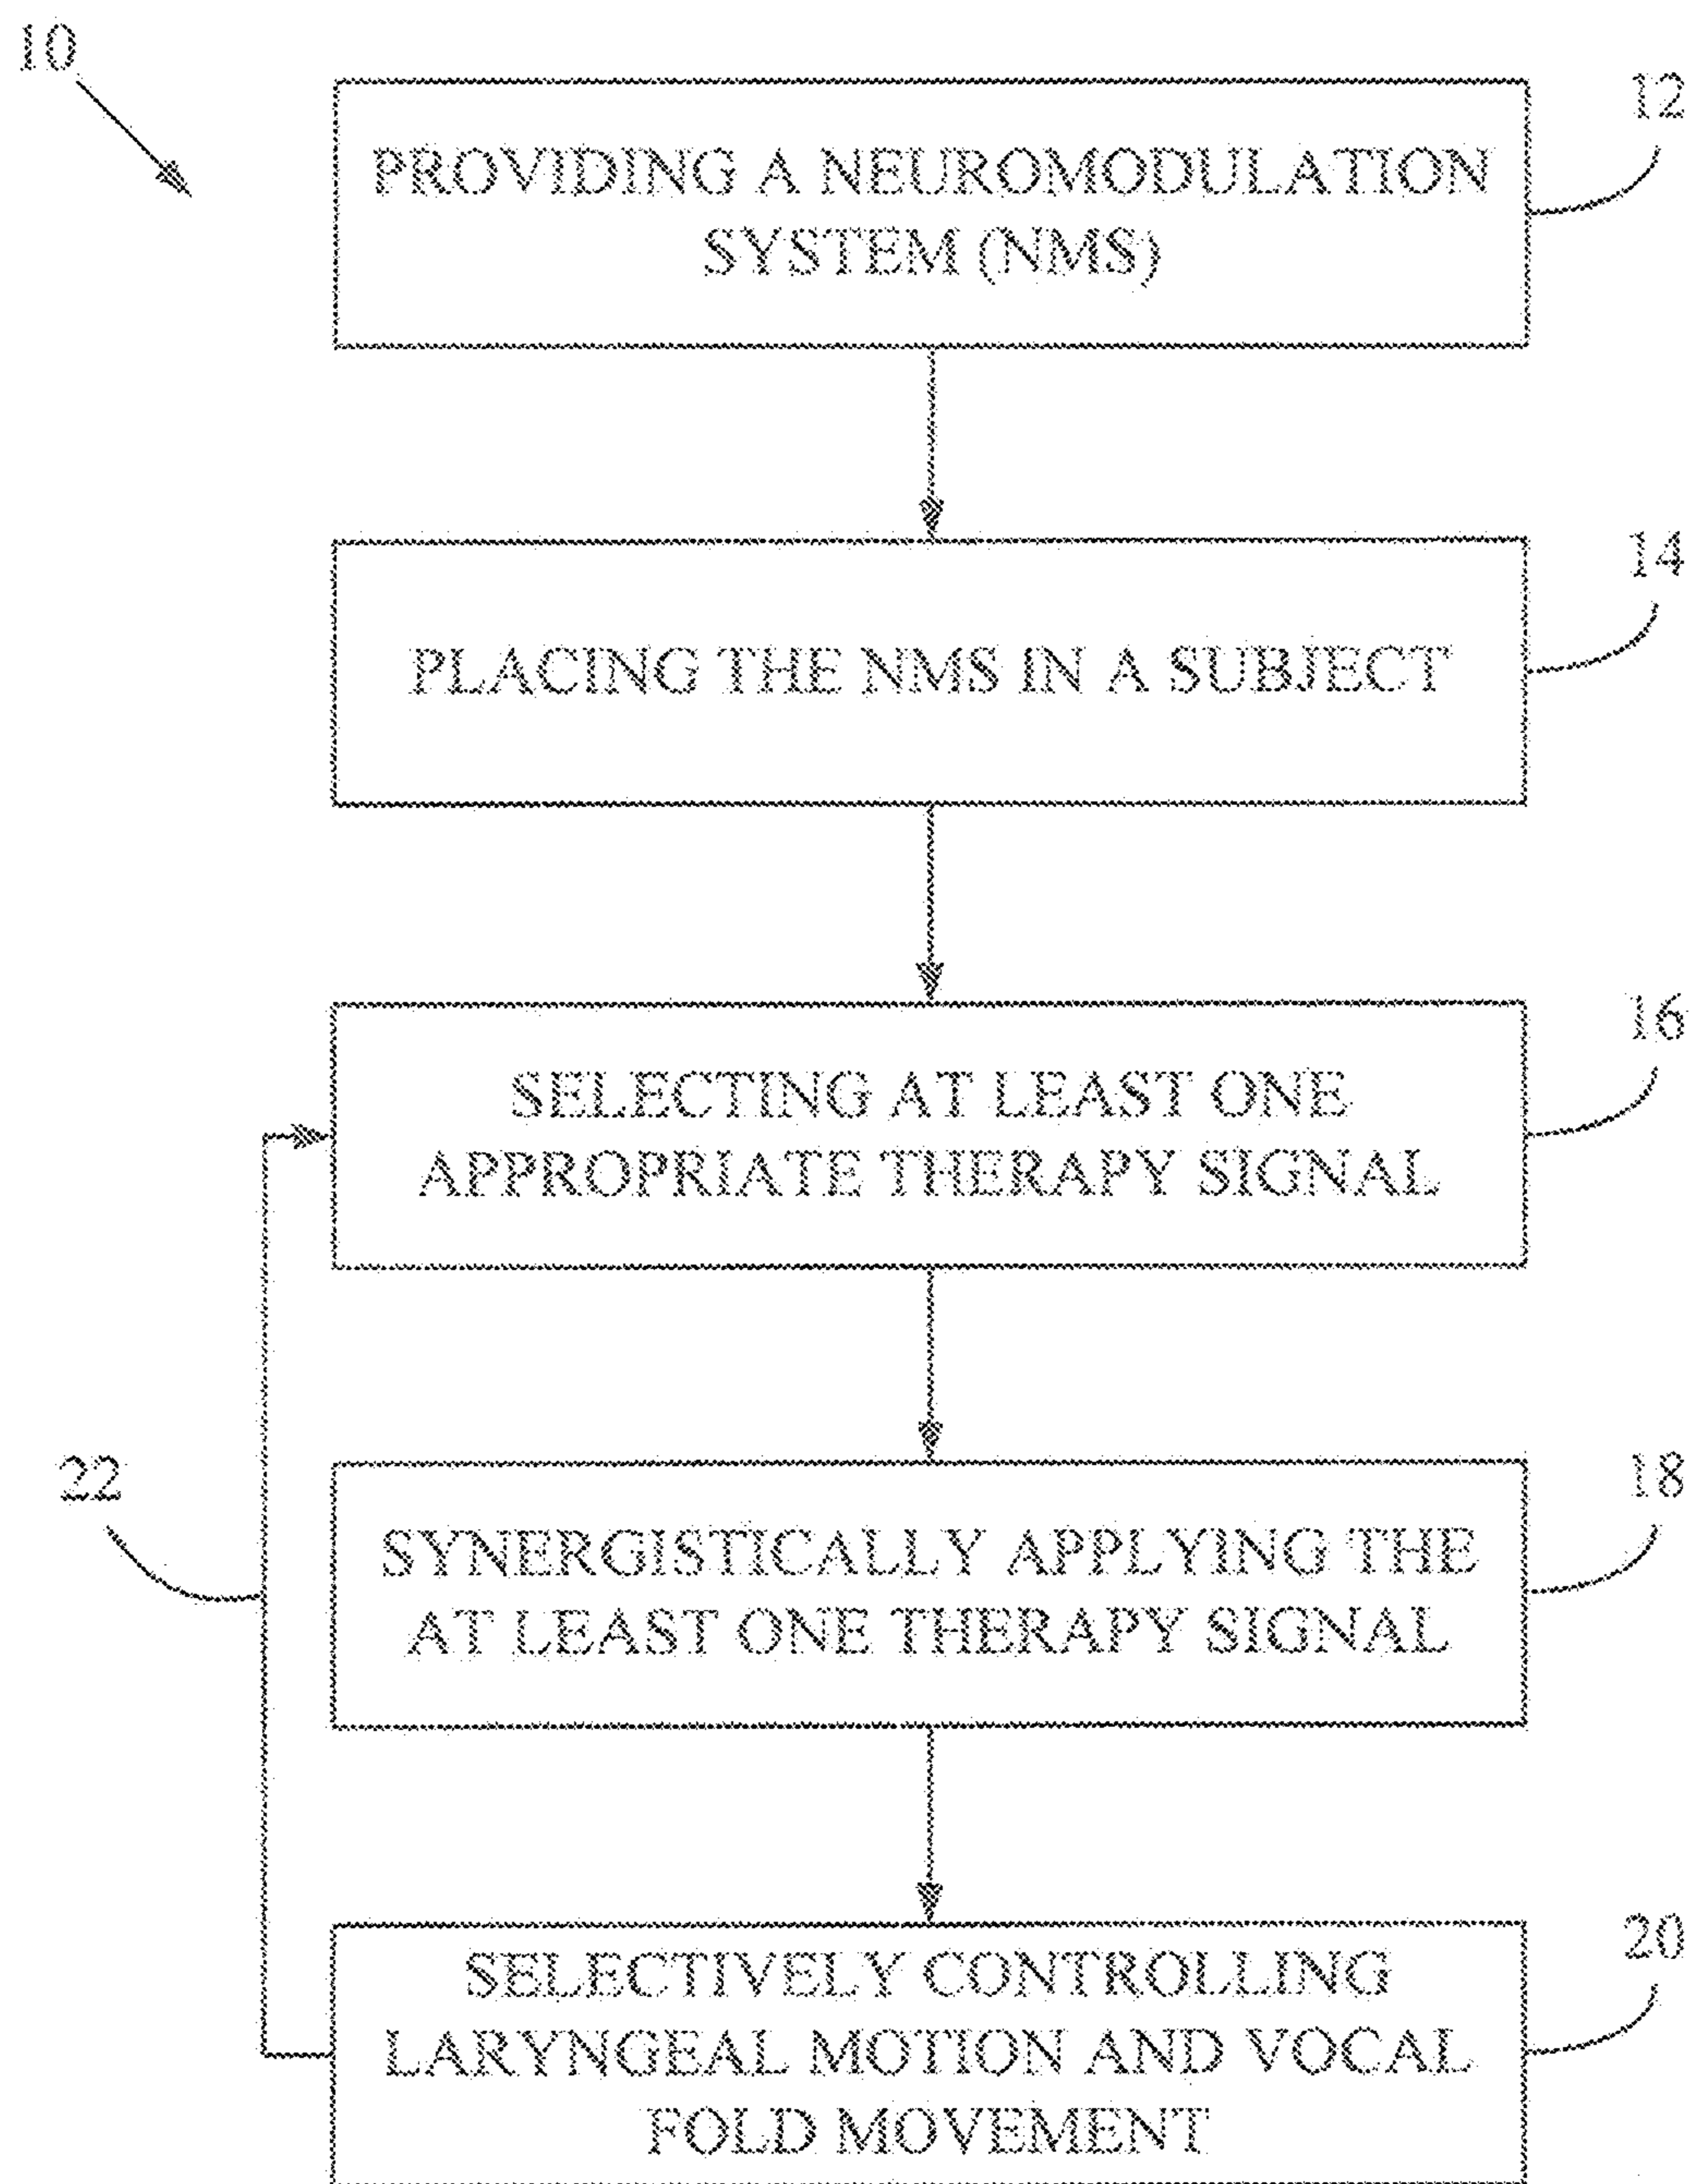 10
12
PROVIDING A NEUROMODULATION
SYSTEM (NMS)
14
PLACING THE NMS IN A SUBJECT
16
SELECTING AT LEAST ONE
APPROPRIATE THERAPY SIGNAL
22
18
SYNERGISTICALLY APPLYING THE
AT LEAST ONE THERAPY SIGNAL
20
SELECTIVELY CONTROLLING
LARYNGEAL MOTION AND VOCAL
FOLD MOVEMENT